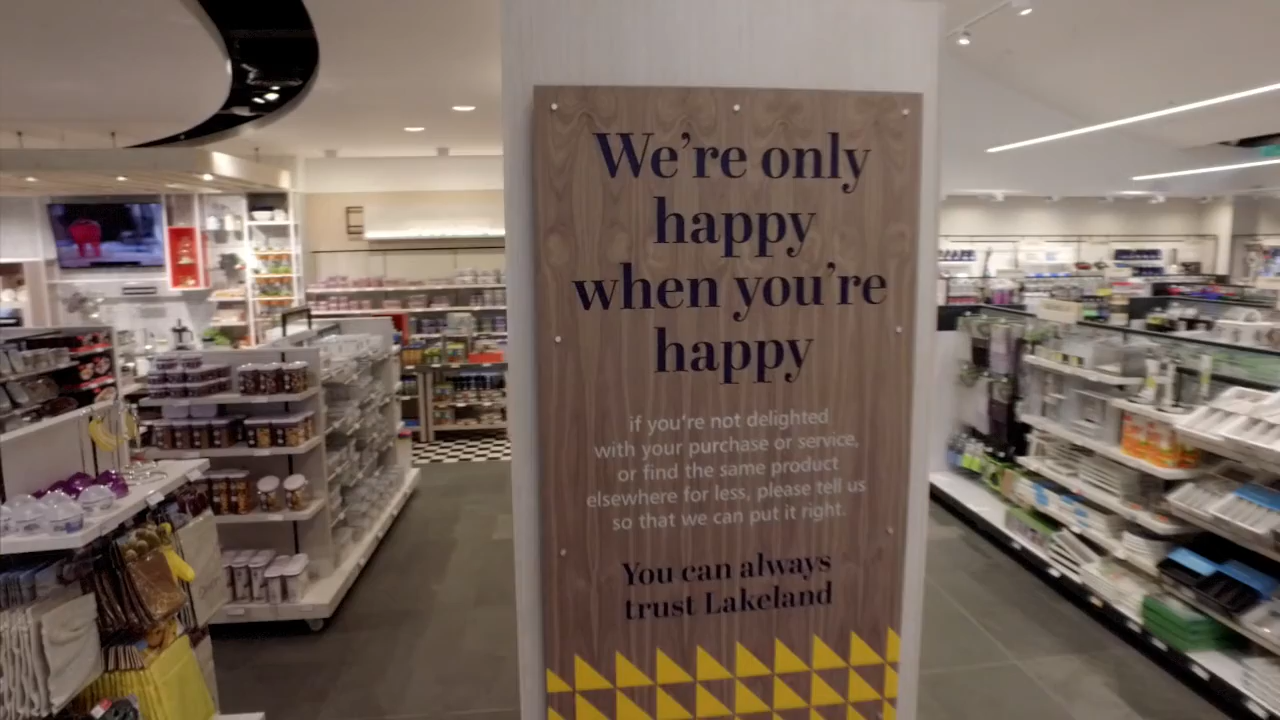 We're only
happy
when you're
happy
if you're not delighted
with your purchase or service,
or find the same product
elsewhere for less, please tell us
so that we can put it right.
You can always
trust Lakeland